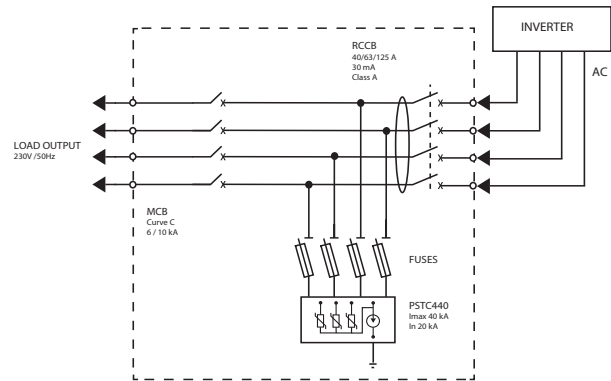 INVERTER
RCCB
40/63/125 A
30 mA
Class A
AC
LOAD OUTPUT
230V /50Hz
MCB
Curve C
6 / 10 kA
FUSES
PSTC440
Imax 40 kA
In 20 kA